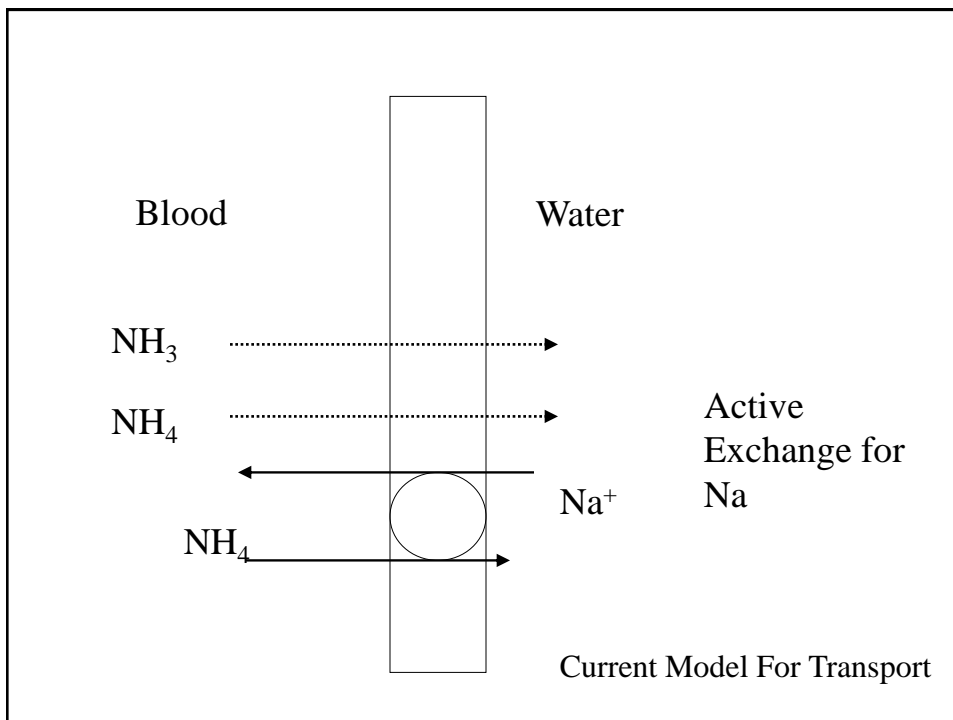 Blood
Water
NH₃
NH₄
Active
Exchange for
Na
Na⁺
NH₄
Current Model For Transport